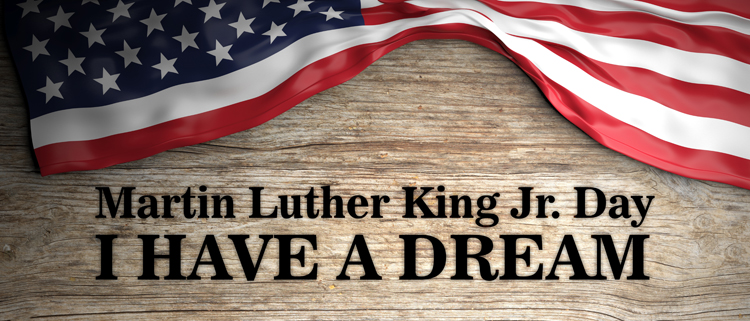 Martin Luther King Jr. Day
I HAVE A DREAM